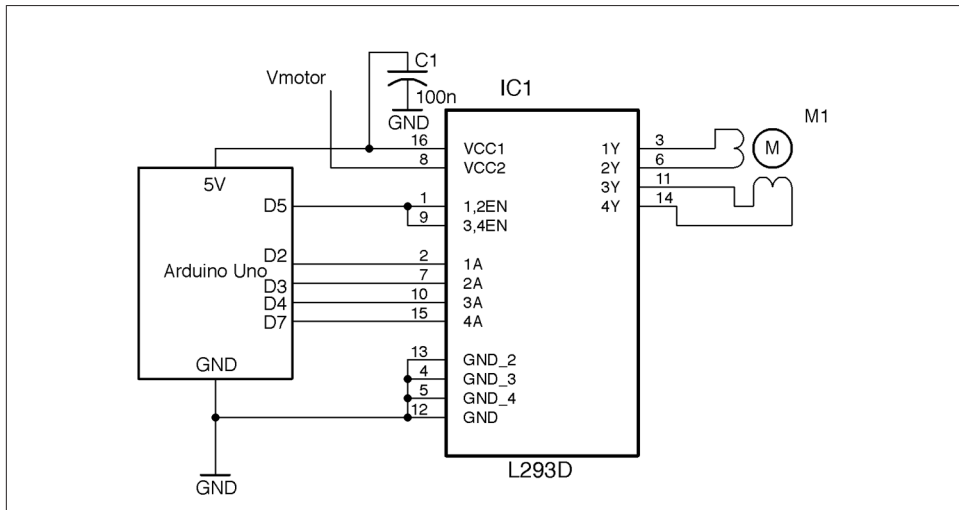 C1
Vmotor
IC1
100n
GND
M1
16 VCC1 1Y 3
M
8 VCC2 2Y 6
5V
3Y 11
D5 1 1,2EN 4Y 14
9 3,4EN
D2 2 1A
Arduino Uno
D3 7 2A
D4 10 3A
D7 15 4A
GND
13 GND_2
4 GND_3
5 GND_4
12 GND
L293D
GND